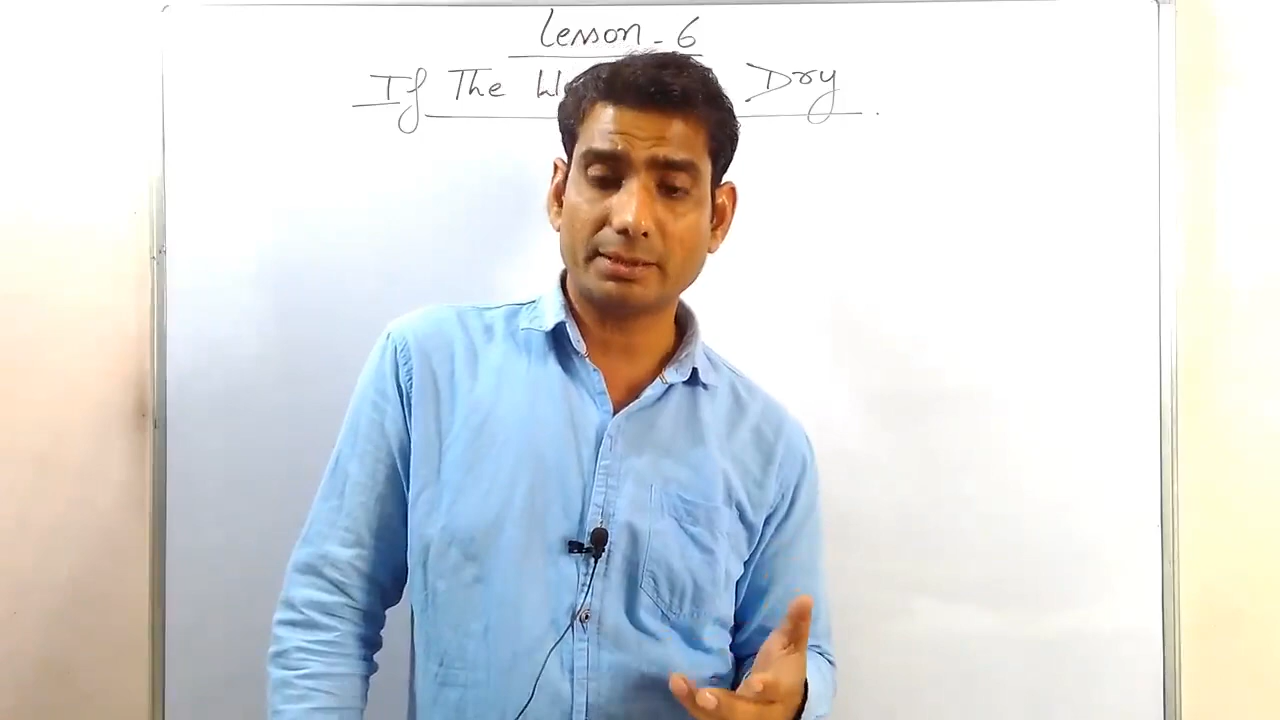 Lesson - 6
If The Dry .